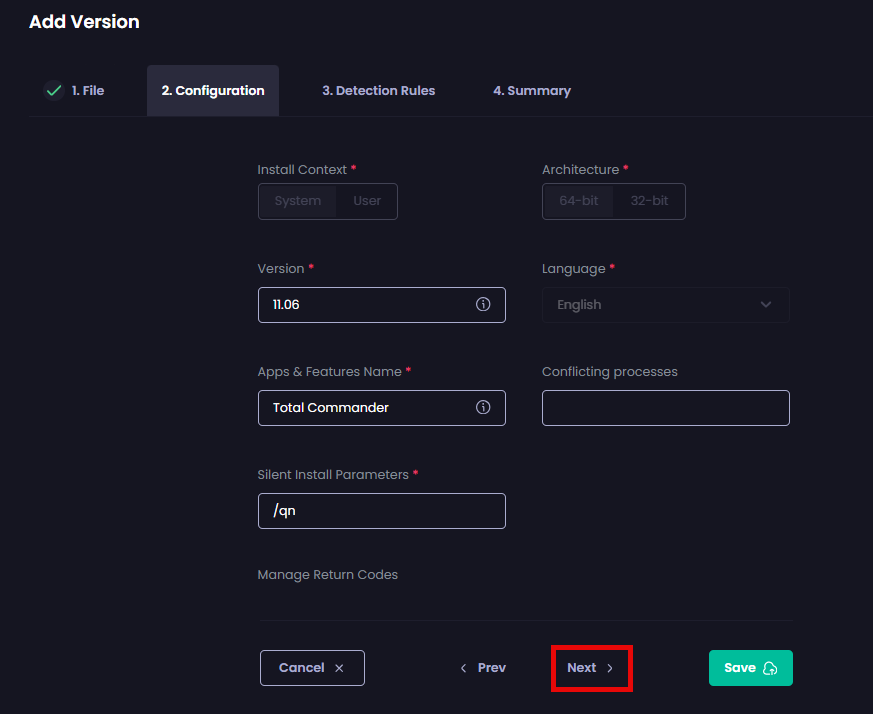 Add Version
1. File
2. Configuration
3. Detection Rules
4. Summary
Install Context *
Architecture *
System User
64-bit 32-bit
Version *
Language *
11.06
English
Apps & Features Name *
Conflicting processes
Total Commander
Silent Install Parameters *
/qn
Manage Return Codes
Cancel
Prev
Next
Save